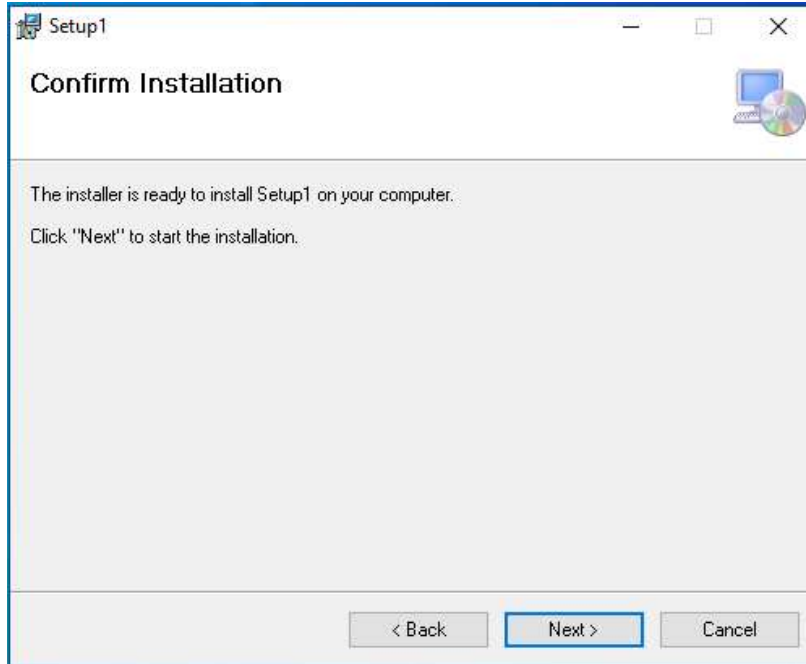 Setup1
Confirm Installation
The installer is ready to install Setup1 on your computer.
Click "Next" to start the installation.
< Back
Next >
Cancel